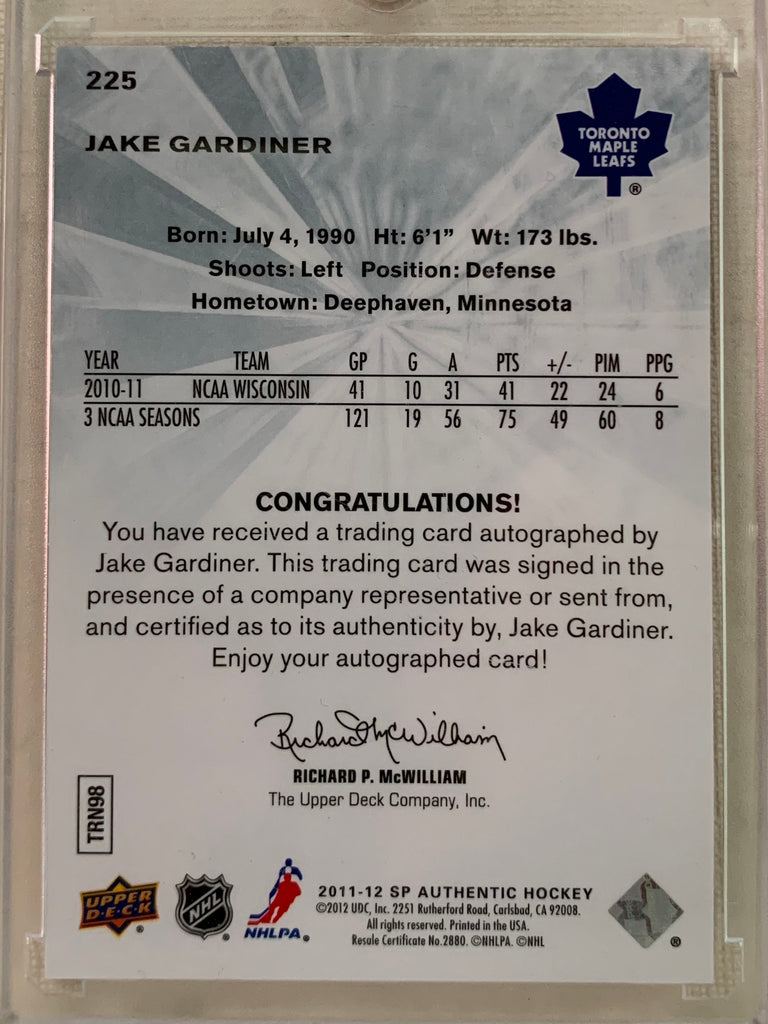 225
JAKE GARDINER
TORONTO
MAPLE
LEAFS
®
Born: July 4, 1990 Ht: 6'1" Wt: 173 lbs.
Shoots: Left Position: Defense
Hometown: Deephaven, Minnesota
YEAR TEAM GP G A PTS +/- PIM PPG
2010-11 NCAA WISCONSIN 41 10 31 41 22 24 6
3 NCAA SEASONS 121 19 56 75 49 60 8
CONGRATULATIONS!
You have received a trading card autographed by
Jake Gardiner. This trading card was signed in the
presence of a company representative or sent from,
and certified as to its authenticity by, Jake Gardiner.
Enjoy your autographed card!
Richard McWilliam
RICHARD P. McWILLIAM
The Upper Deck Company, Inc.
TRN98
UPPER
D·E·C·K
®
NHL
®
NHLPA®
2011-12 SP AUTHENTIC HOCKEY
©2012 UDC, Inc. 2251 Rutherford Road, Carlsbad, CA 92008.
All rights reserved. Printed in the USA.
Resale Certificate No.2880. ©NHLPA. ©NHL
®